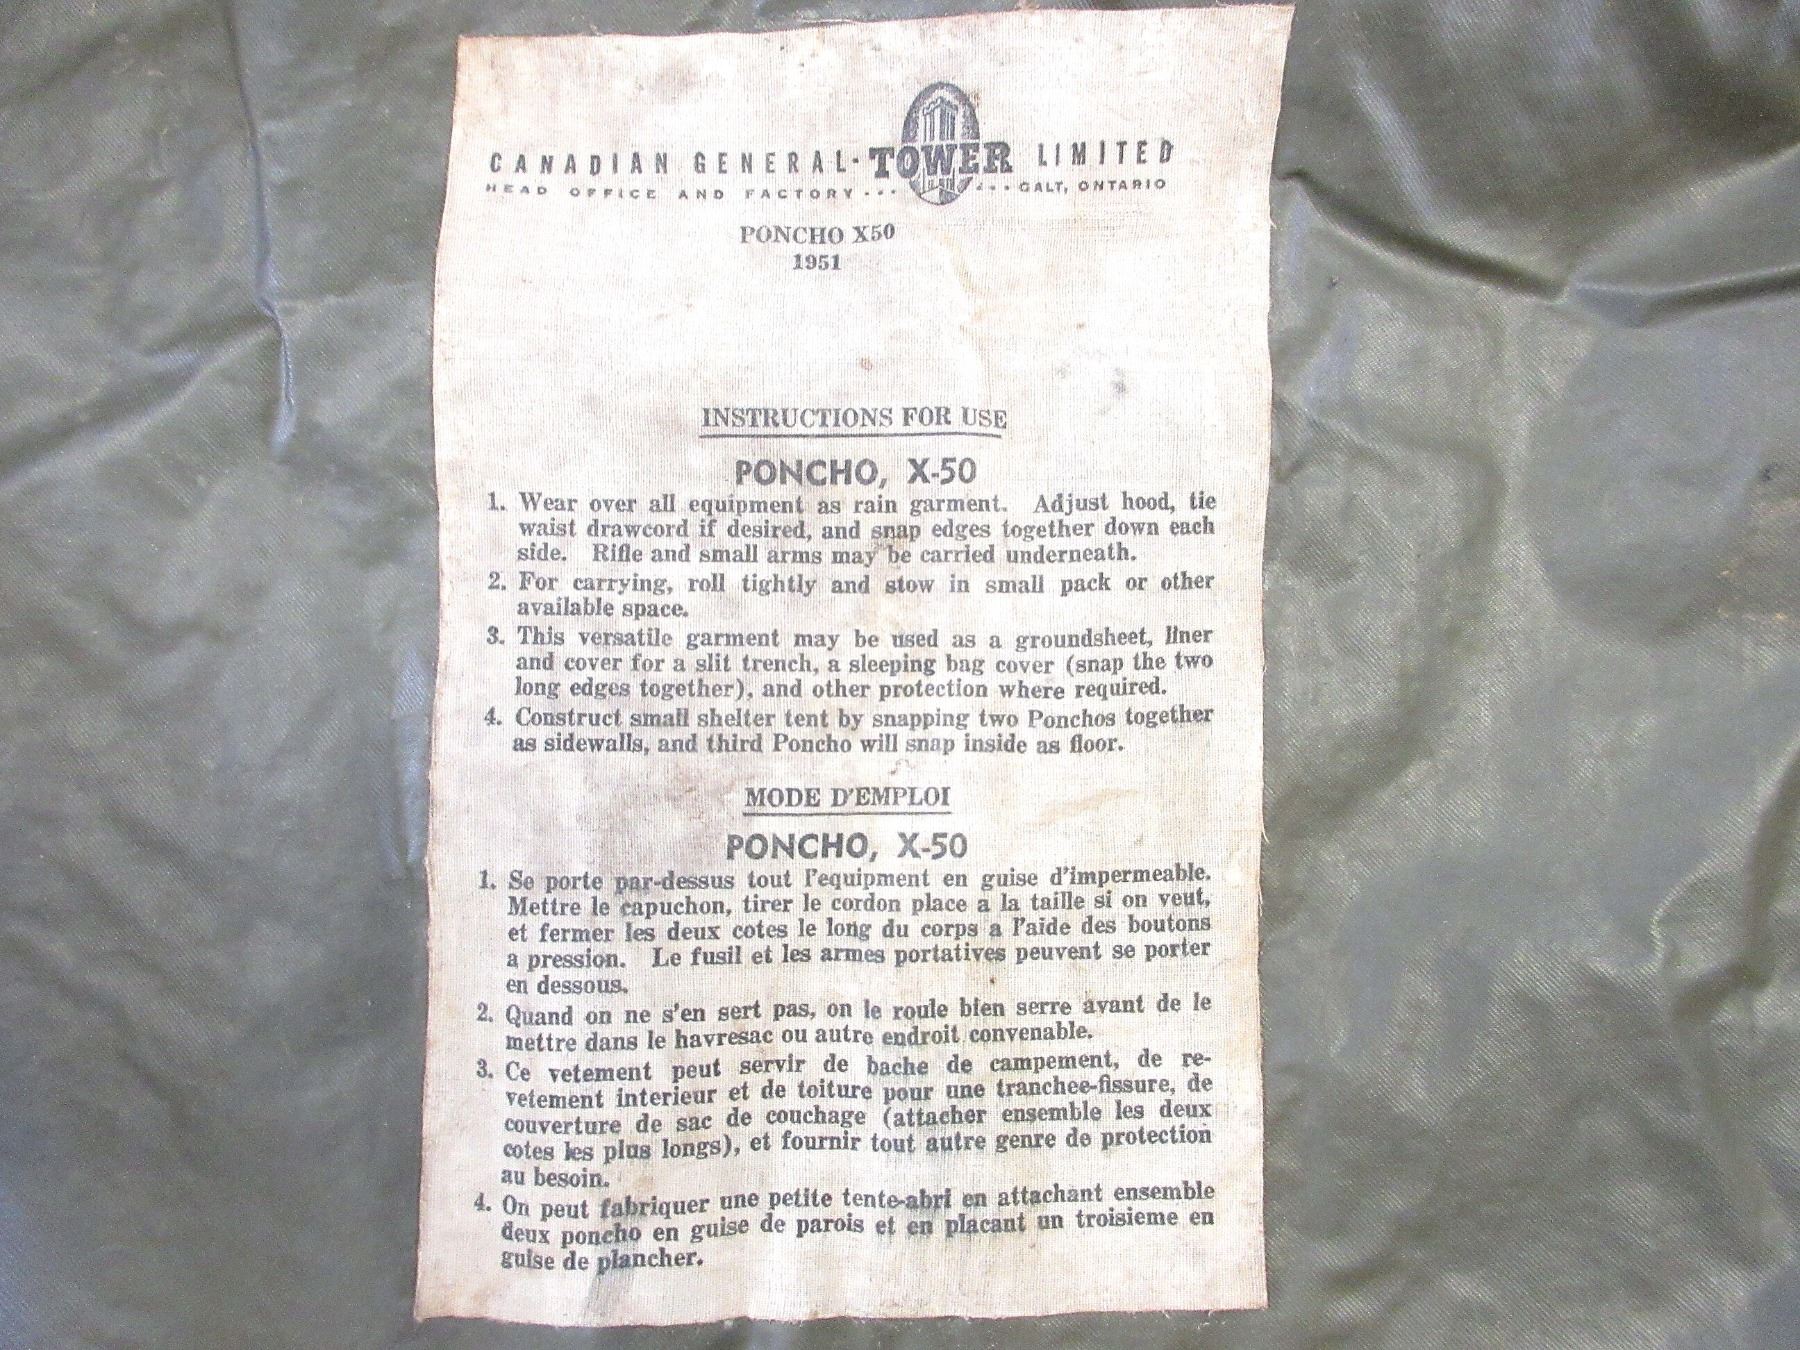 CANADIAN GENERAL-TOWER LIMITED
HEAD OFFICE AND FACTORY ... ... GALT, ONTARIO
PONCHO X50
1951
INSTRUCTIONS FOR USE
PONCHO, X-50
1. Wear over all equipment as rain garment. Adjust hood, tie
waist drawcord if desired, and snap edges together down each
side. Rifle and small arms may be carried underneath.
2. For carrying, roll tightly and stow in small pack or other
available space.
3. This versatile garment may be used as a groundsheet, liner
and cover for a slit trench, a sleeping bag cover (snap the two
long edges together), and other protection where required.
4. Construct small shelter tent by snapping two Ponchos together
as sidewalls, and third Poncho will snap inside as floor.
MODE D'EMPLOI
PONCHO, X-50
1. Se porte par-dessus tout l'equipment en guise d'impermeable.
Mettre le capuchon, tirer le cordon place a la taille si on veut,
et fermer les deux cotes le long du corps a l'aide des boutons
a pression. Le fusil et les armes portatives peuvent se porter
en dessous.
2. Quand on ne s'en sert pas, on le roule bien serre avant de le
mettre dans le havresac ou autre endroit convenable.
3. Ce vetement peut servir de bache de campement, de re-
vetement interieur et de toiture pour une tranchee-fissure, de
couverture de sac de couchage (attacher ensemble les deux
cotes les plus longs), et fournir tout autre genre de protection
au besoin.
4. On peut fabriquer une petite tente-abri en attachant ensemble
deux poncho en guise de parois et en placant un troisieme en
guise de plancher.